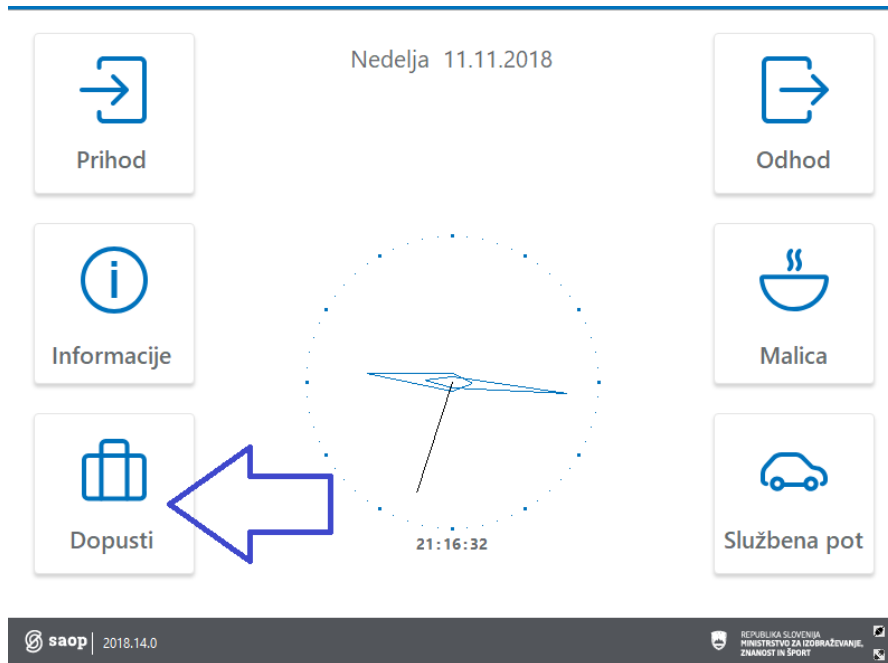 Nedelja 11.11.2018
Prihod
Odhod
Informacije
Malica
Dopusti
Službena pot
21:16:32
saop 2018.14.0
REPUBLIKA SLOVENIJA
MINISTRSTVO ZA IZOBRAŽEVANJE,
ZNANOST IN ŠPORT